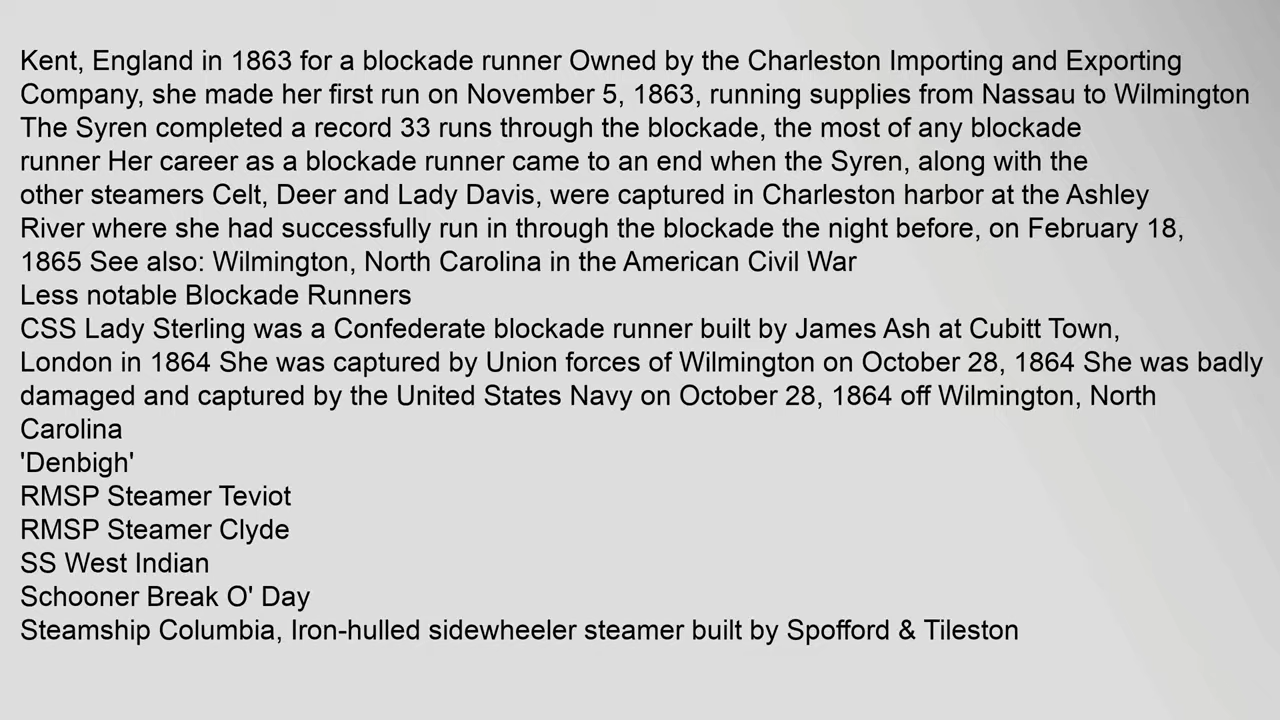 Kent, England in 1863 for a blockade runner Owned by the Charleston Importing and Exporting
Company, she made her first run on November 5, 1863, running supplies from Nassau to Wilmington
The Syren completed a record 33 runs through the blockade, the most of any blockade
runner Her career as a blockade runner came to an end when the Syren, along with the
other steamers Celt, Deer and Lady Davis, were captured in Charleston harbor at the Ashley
River where she had successfully run in through the blockade the night before, on February 18,
1865 See also: Wilmington, North Carolina in the American Civil War
Less notable Blockade Runners
CSS Lady Sterling was a Confederate blockade runner built by James Ash at Cubitt Town,
London in 1864 She was captured by Union forces of Wilmington on October 28, 1864 She was badly
damaged and captured by the United States Navy on October 28, 1864 off Wilmington, North
Carolina
'Denbigh'
RMSP Steamer Teviot
RMSP Steamer Clyde
SS West Indian
Schooner Break O' Day
Steamship Columbia, Iron-hulled sidewheeler steamer built by Spofford & Tileston